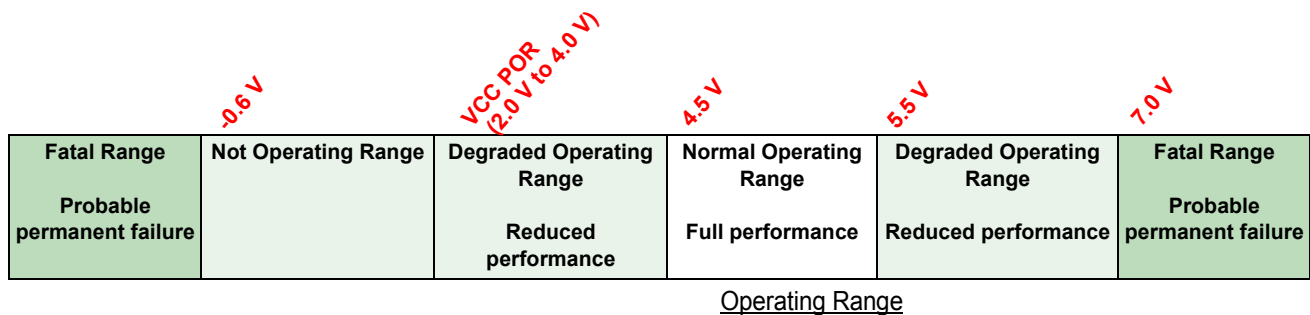 -0.6 V
VCC POR
(2.0 V to 4.0 V)
4.5 V
5.5 V
7.0 V
Fatal Range
Probable
permanent failure
Not Operating Range
Degraded Operating
Range
Reduced
performance
Normal Operating
Range
Full performance
Degraded Operating
Range
Reduced performance
Fatal Range
Probable
permanent failure
Operating Range